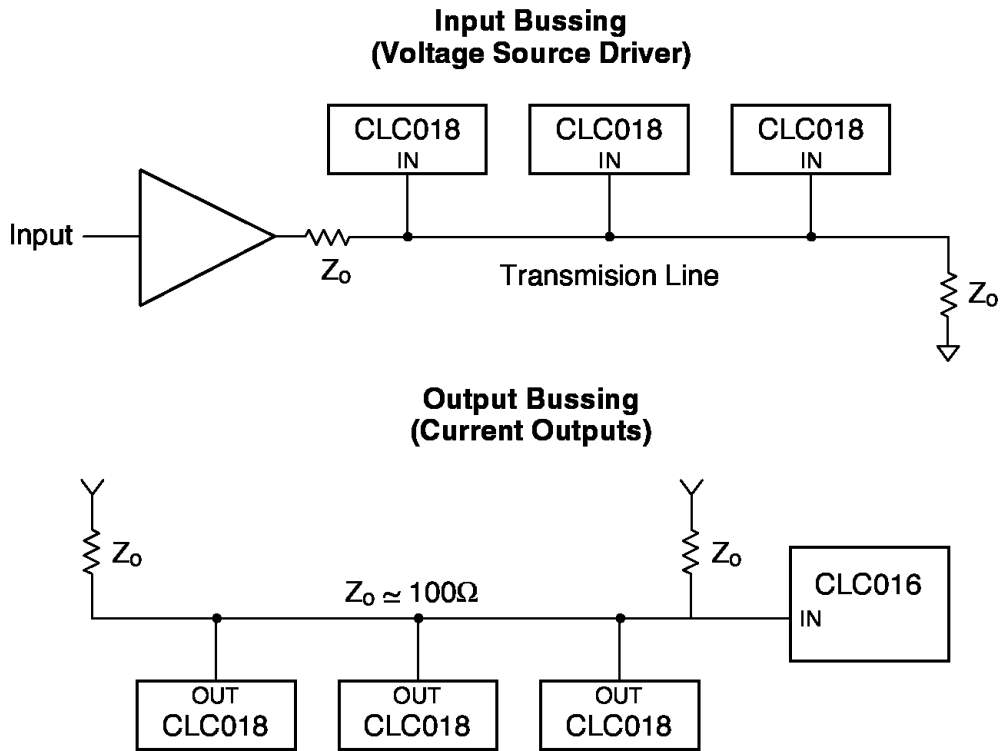 Input Bussing
(Voltage Source Driver)
CLC018
IN
CLC018
IN
CLC018
IN
Input
Zo
Transmision Line
Zo
Output Bussing
(Current Outputs)
Zo
Zo
Zo ≃ 100Ω
CLC016
IN
OUT
CLC018
OUT
CLC018
OUT
CLC018